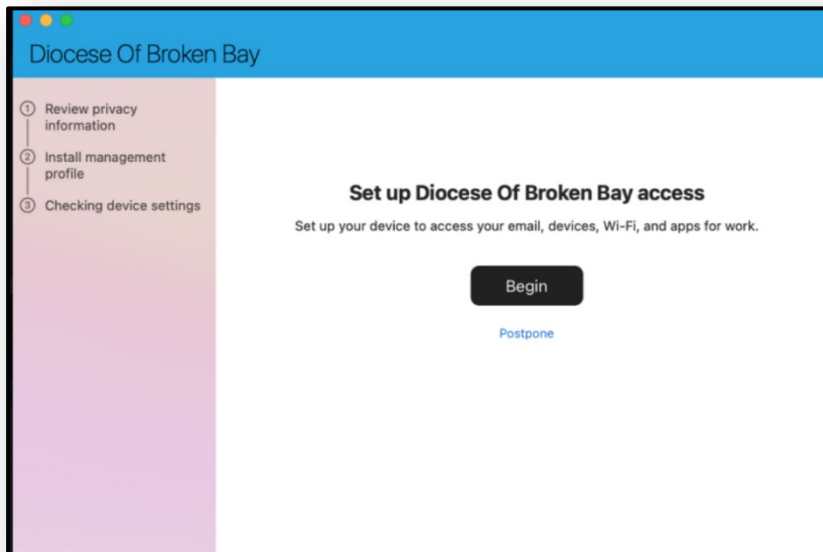 Diocese Of Broken Bay
1 Review privacy
information
2 Install management
profile
3 Checking device settings
Set up Diocese Of Broken Bay access
Set up your device to access your email, devices, Wi-Fi, and apps for work.
Begin
Postpone